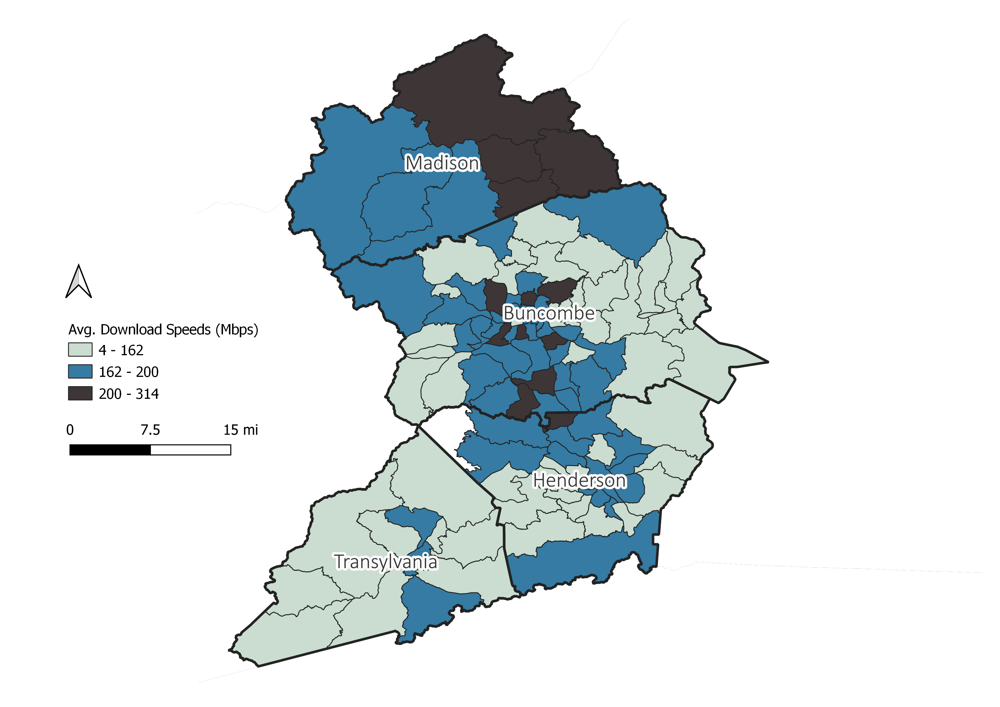 Madison
Buncombe
Avg. Download Speeds (Mbps)
4 - 162
162 - 200
200 - 314
0 7.5 15 mi
Henderson
Transylvania